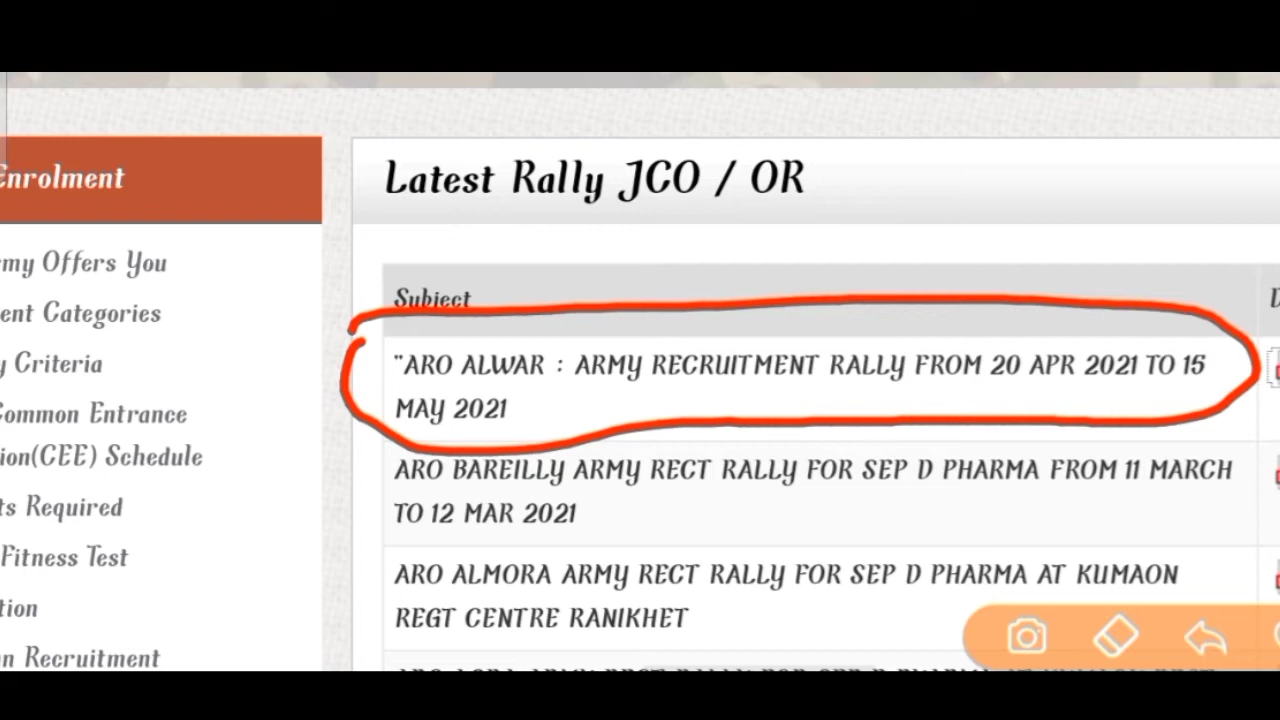 Enrolment
Latest Rally JCO / OR
my Offers You
Subject
ent Categories
"ARO ALWAR : ARMY RECRUITMENT RALLY FROM 20 APR 2021 TO 15
y Criteria
MAY 2021
Common Entrance
ion(CEE) Schedule
ARO BAREILLY ARMY RECT RALLY FOR SEP D PHARMA FROM 11 MARCH
ts Required
TO 12 MAR 2021
Fitness Test
ARO ALMORA ARMY RECT RALLY FOR SEP D PHARMA AT KUMAON
tion
REGT CENTRE RANIKHET
n Recruitment